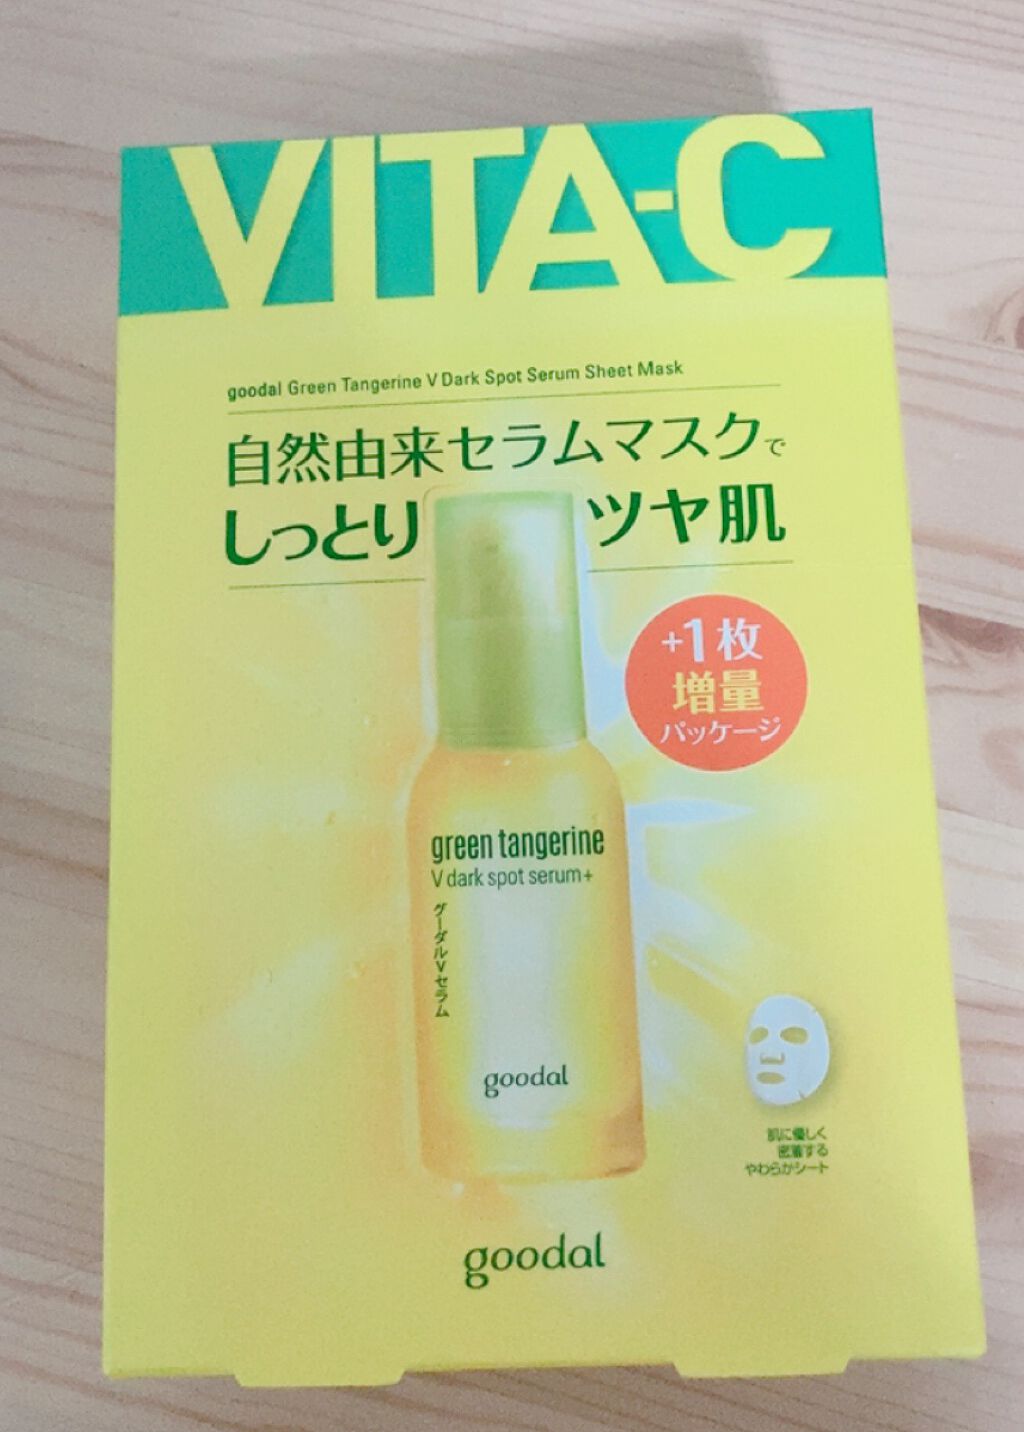 VITA-C
goodal Green Tangerine V Dark Spot Serum Sheet Mask
自然由来セラムマスクで
しっとり ツヤ肌
+1枚
増量
パッケージ
green tangerine
V dark spot serum+
グーダルVセラム
goodal
肌に優しく
密着する
やわらかシート
goodal